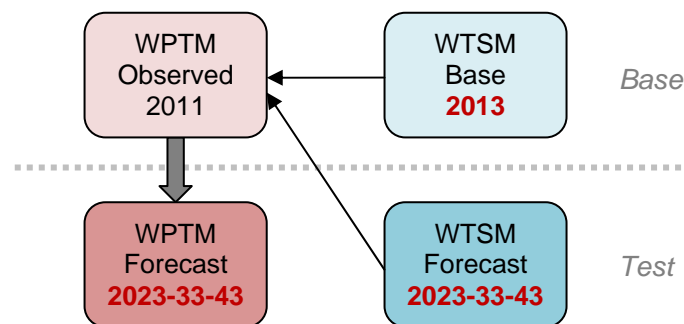 WPTM
Observed
2011
WTSM
Base
2013
Base
WPTM
Forecast
2023-33-43
WTSM
Forecast
2023-33-43
Test